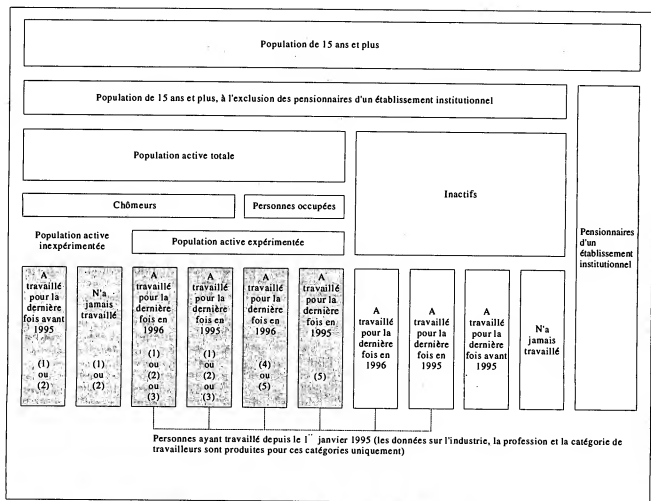 Population de 15 ans et plus
Population de 15 ans et plus, à l'exclusion des pensionnaires d'un établissement institutionnel
Population active totale
Inactifs
Pensionnaires
d'un
établissement
institutionnel
Chômeurs
Personnes occupées
Population active
inexpérimentée
Population active expérimentée
A
travaillé
pour la
dernière
fois avant
1995
(1)
ou
(2)
N'a
jamais
travaillé
(1)
ou
(2)
A
travaillé
pour la
dernière
fois en
1996
(1)
ou
(2)
ou
(3)
A
travaillé
pour la
dernière
fois en
1995
(1)
ou
(2)
ou
(3)
A
travaillé
pour la
dernière
fois en
1996
(4)
ou
(5)
A
travaillé
pour la
dernière
fois en
1995
(5)
A
travaillé
pour la
dernière
fois en
1996
A
travaillé
pour la
dernière
fois en
1995
A
travaillé
pour la
dernière
fois avant
1995
N'a
jamais
travaillé
Personnes ayant travaillé depuis le 1er janvier 1995 (les données sur l'industrie, la profession et la catégorie de
travailleurs sont produites pour ces catégories uniquement)